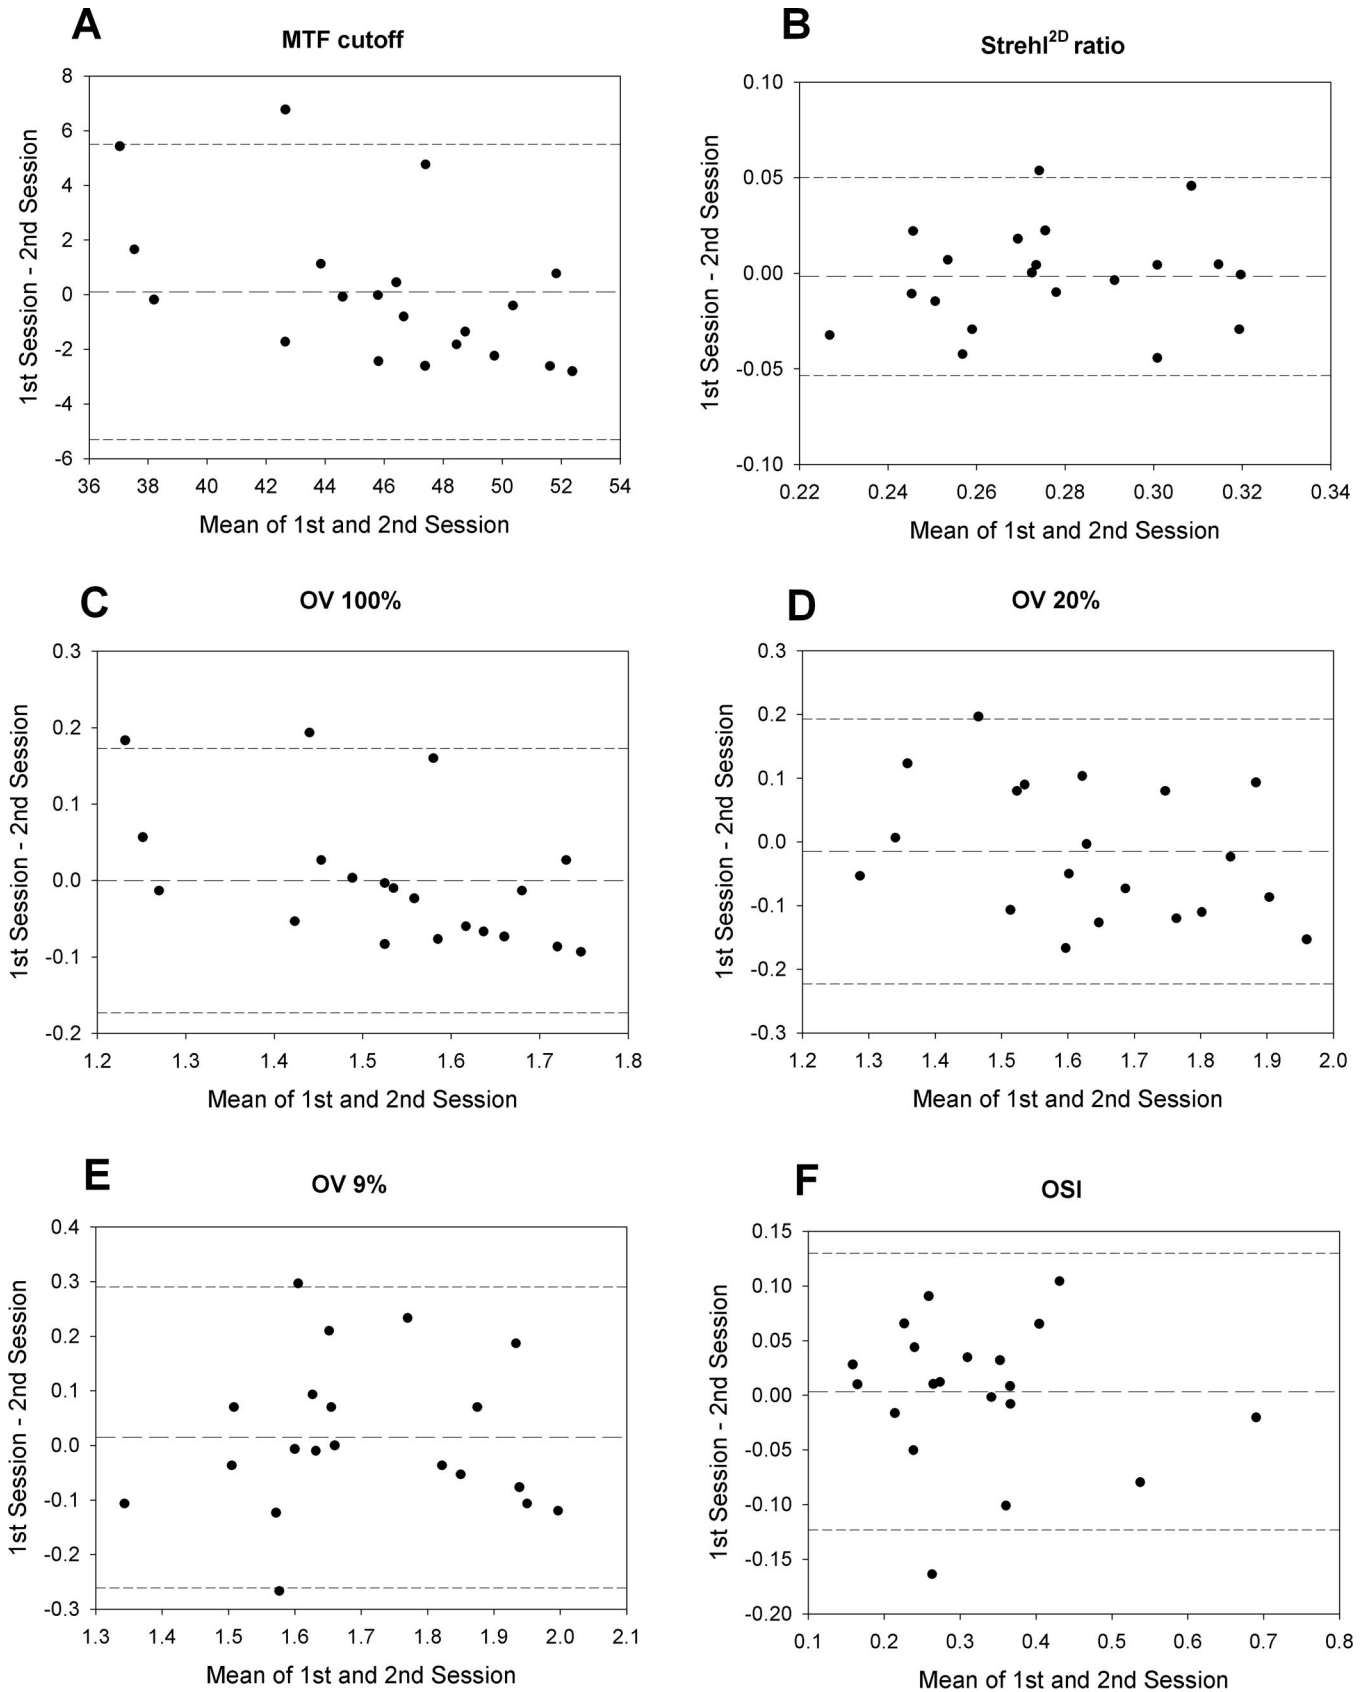 A
MTF cutoff
8
6
4
2
0
-2
-4
-6
1st Session - 2nd Session
36 38 40 42 44 46 48 50 52 54
Mean of 1st and 2nd Session
B
Strehl2D ratio
0.10
0.05
0.00
-0.05
-0.10
1st Session - 2nd Session
0.22 0.24 0.26 0.28 0.30 0.32 0.34
Mean of 1st and 2nd Session
C
OV 100%
0.3
0.2
0.1
0.0
-0.1
-0.2
1st Session - 2nd Session
1.2 1.3 1.4 1.5 1.6 1.7 1.8
Mean of 1st and 2nd Session
D
OV 20%
0.3
0.2
0.1
0.0
-0.1
-0.2
-0.3
1st Session - 2nd Session
1.2 1.3 1.4 1.5 1.6 1.7 1.8 1.9 2.0
Mean of 1st and 2nd Session
E
OV 9%
0.4
0.3
0.2
0.1
0.0
-0.1
-0.2
-0.3
1st Session - 2nd Session
1.3 1.4 1.5 1.6 1.7 1.8 1.9 2.0 2.1
Mean of 1st and 2nd Session
F
OSI
0.15
0.10
0.05
0.00
-0.05
-0.10
-0.15
-0.20
1st Session - 2nd Session
0.1 0.2 0.3 0.4 0.5 0.6 0.7 0.8
Mean of 1st and 2nd Session